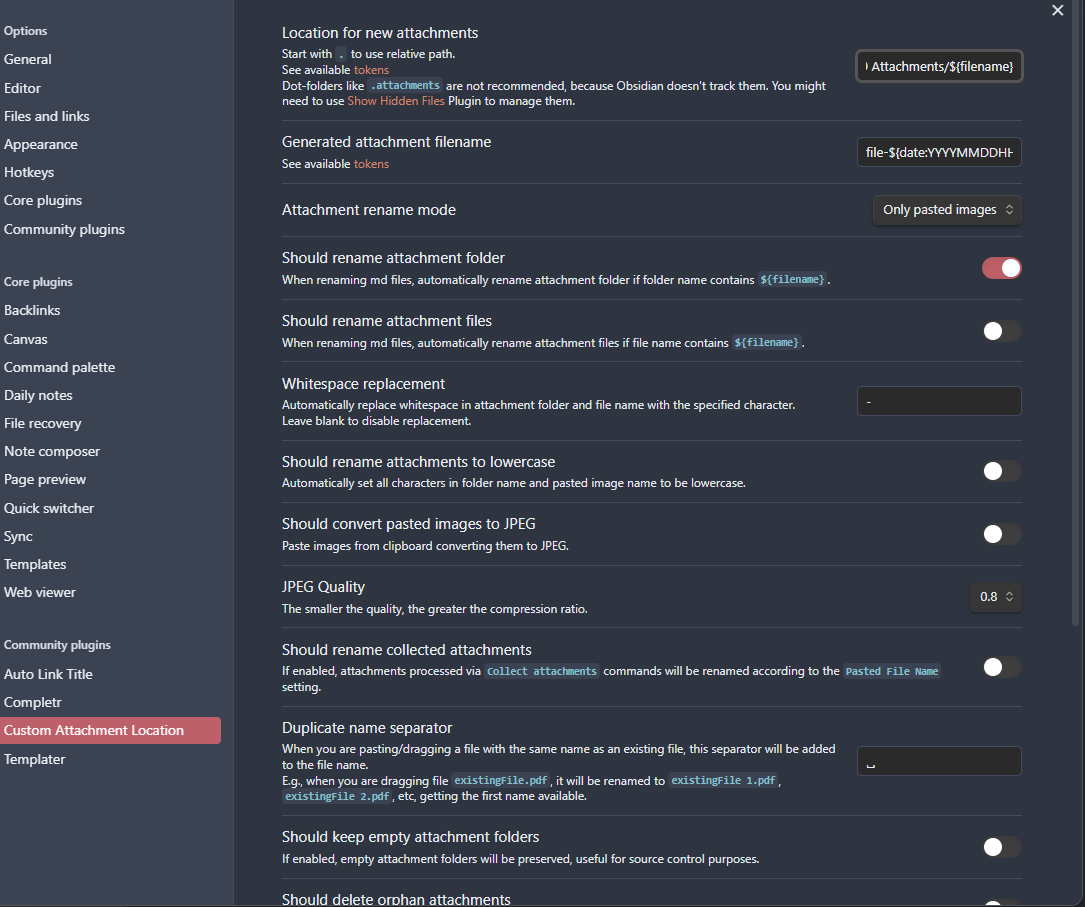 Options
General
Editor
Files and links
Appearance
Hotkeys
Core plugins
Community plugins
Core plugins
Backlinks
Canvas
Command palette
Daily notes
File recovery
Note composer
Page preview
Quick switcher
Sync
Templates
Web viewer
Community plugins
Auto Link Title
Completr
Custom Attachment Location
Templater
Location for new attachments
Start with . to use relative path.
See available tokens
Dot-folders like .attachments are not recommended, because Obsidian doesn't track them. You might
need to use Show Hidden Files Plugin to manage them.
Attachments/${filename}
Generated attachment filename
See available tokens
file-${date:YYYYMMDDHH
Attachment rename mode
Only pasted images
Should rename attachment folder
When renaming md files, automatically rename attachment folder if folder name contains ${filename}.
Should rename attachment files
When renaming md files, automatically rename attachment files if file name contains ${filename}.
Whitespace replacement
Automatically replace whitespace in attachment folder and file name with the specified character.
Leave blank to disable replacement.
-
Should rename attachments to lowercase
Automatically set all characters in folder name and pasted image name to be lowercase.
Should convert pasted images to JPEG
Paste images from clipboard converting them to JPEG.
JPEG Quality
The smaller the quality, the greater the compression ratio.
0.8
Should rename collected attachments
If enabled, attachments processed via Collect attachments commands will be renamed according to the Pasted File Name
setting.
Duplicate name separator
When you are pasting/dragging a file with the same name as an existing file, this separator will be added
to the file name.
E.g., when you are dragging file existingFile.pdf, it will be renamed to existingFile 1.pdf,
existingFile 2.pdf, etc, getting the first name available.
␣
Should keep empty attachment folders
If enabled, empty attachment folders will be preserved, useful for source control purposes.
Should delete orphan attachments